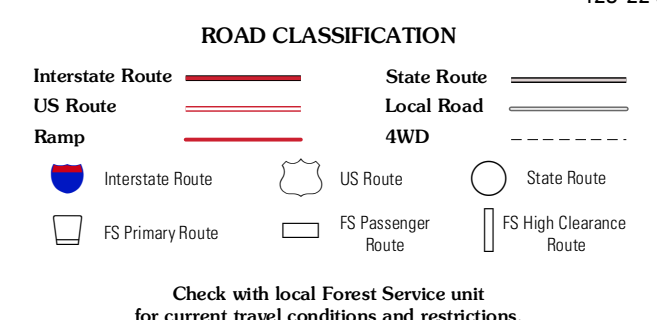 ROAD CLASSIFICATION
Interstate Route
State Route
US Route
Local Road
Ramp
4WD
Interstate Route
US Route
State Route
FS Primary Route
FS Passenger
Route
FS High Clearance
Route
Check with local Forest Service unit
for current travel conditions and restrictions.